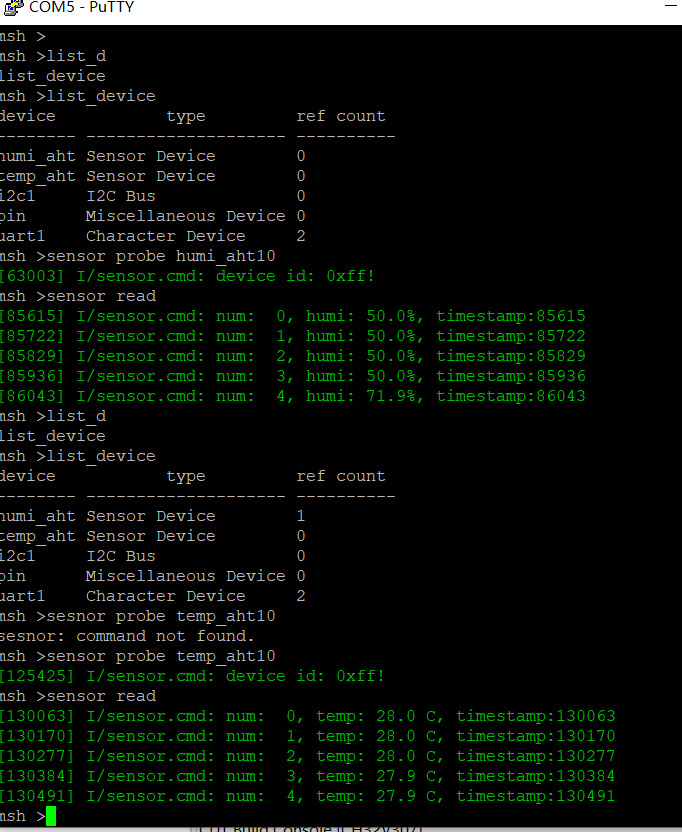 COM5 - PuTTY
msh >
msh >list_d
list_device
msh >list_device
device           type         ref count
-------- -------------------- ----------
humi_aht Sensor Device        0
temp_aht Sensor Device        0
i2c1     I2C Bus              0
pin      Miscellaneous Device 0
uart1    Character Device     2
msh >sensor probe humi_aht10
[63003] I/sensor.cmd: device id: 0xff!
msh >sensor read
[85615] I/sensor.cmd: num:  0, humi: 50.0%, timestamp:85615
[85722] I/sensor.cmd: num:  1, humi: 50.0%, timestamp:85722
[85829] I/sensor.cmd: num:  2, humi: 50.0%, timestamp:85829
[85936] I/sensor.cmd: num:  3, humi: 50.0%, timestamp:85936
[86043] I/sensor.cmd: num:  4, humi: 71.9%, timestamp:86043
msh >list_d
list_device
msh >list_device
device           type         ref count
-------- -------------------- ----------
humi_aht Sensor Device        1
temp_aht Sensor Device        0
i2c1     I2C Bus              0
pin      Miscellaneous Device 0
uart1    Character Device     2
msh >sesnor probe temp_aht10
sesnor: command not found.
msh >sensor probe temp_aht10
[125425] I/sensor.cmd: device id: 0xff!
msh >sensor read
[130063] I/sensor.cmd: num:  0, temp: 28.0 C, timestamp:130063
[130170] I/sensor.cmd: num:  1, temp: 28.0 C, timestamp:130170
[130277] I/sensor.cmd: num:  2, temp: 28.0 C, timestamp:130277
[130384] I/sensor.cmd: num:  3, temp: 27.9 C, timestamp:130384
[130491] I/sensor.cmd: num:  4, temp: 27.9 C, timestamp:130491
msh >
CDT Build Console [CH32V307]